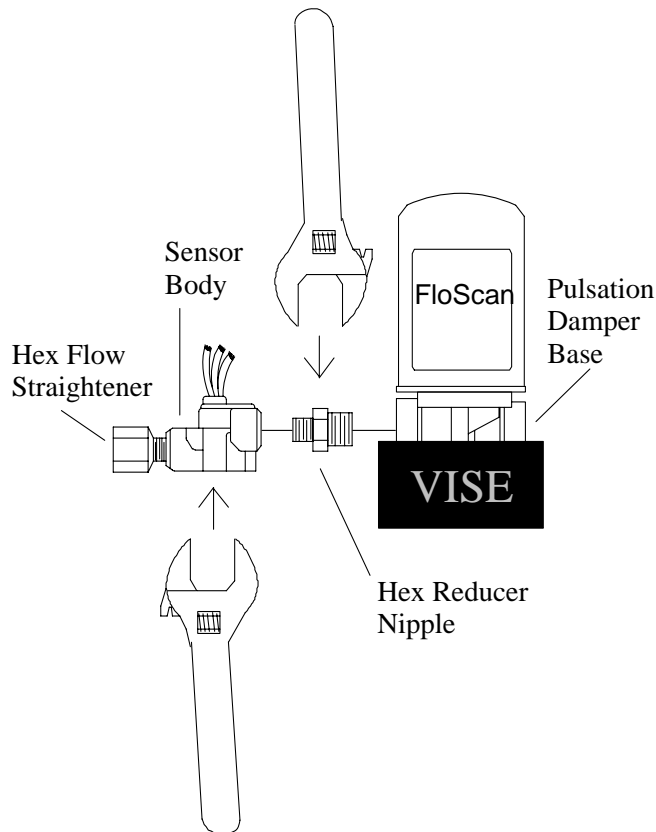 Sensor
Body
FloScan
Pulsation
Damper
Base
Hex Flow
Straightener
VISE
Hex Reducer
Nipple